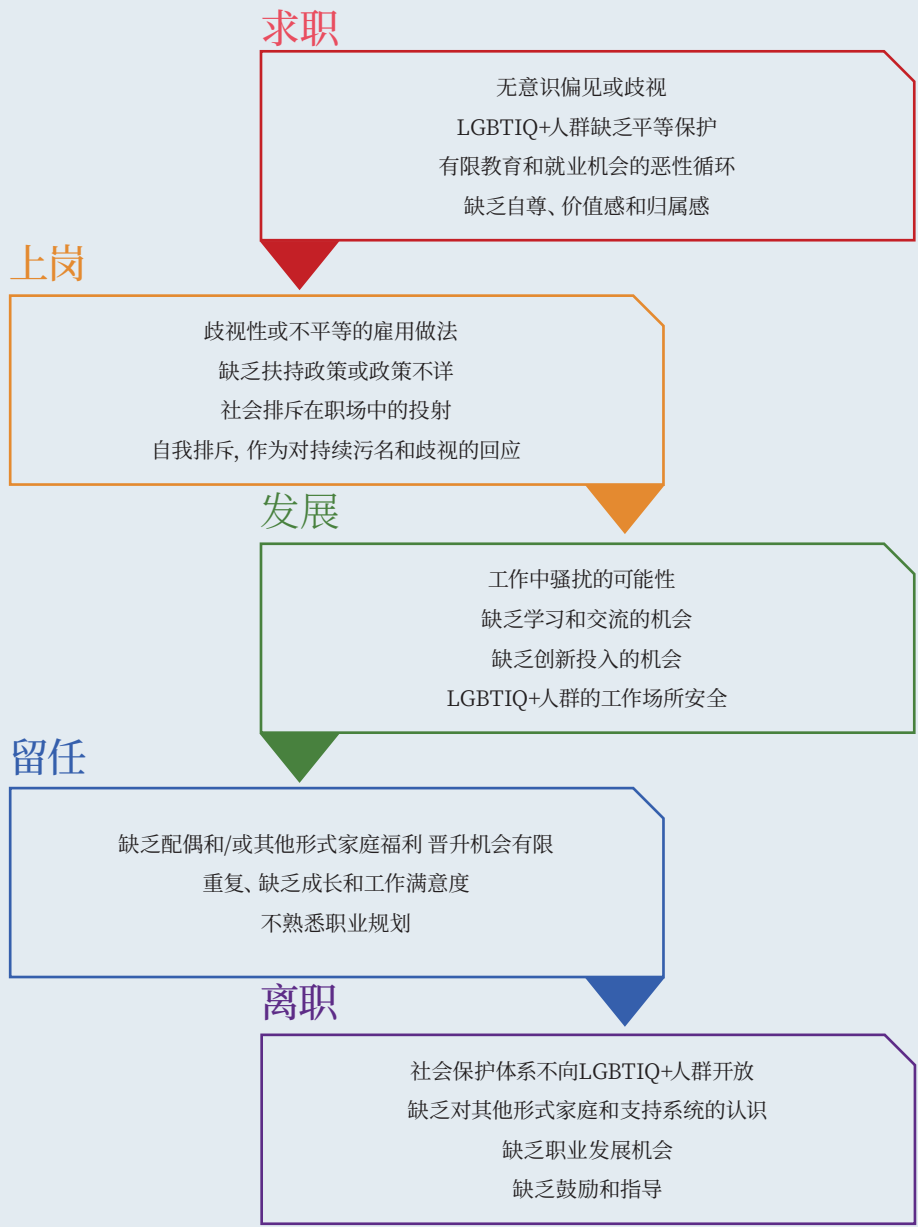 求职
无意识偏见或歧视
LGBTIQ+人群缺乏平等保护
有限教育和就业机会的恶性循环
缺乏自尊、价值感和归属感
上岗
歧视性或不平等的雇用做法
缺乏扶持政策或政策不详
社会排斥在职场中的投射
自我排斥, 作为对持续污名和歧视的回应
发展
工作中骚扰的可能性
缺乏学习和交流的机会
缺乏创新投入的机会
LGBTIQ+人群的工作场所安全
留任
缺乏配偶和/或其他形式家庭福利 晋升机会有限
重复、缺乏成长和工作满意度
不熟悉职业规划
离职
社会保护体系不向LGBTIQ+人群开放
缺乏对其他形式家庭和支持系统的认识
缺乏职业发展机会
缺乏鼓励和指导